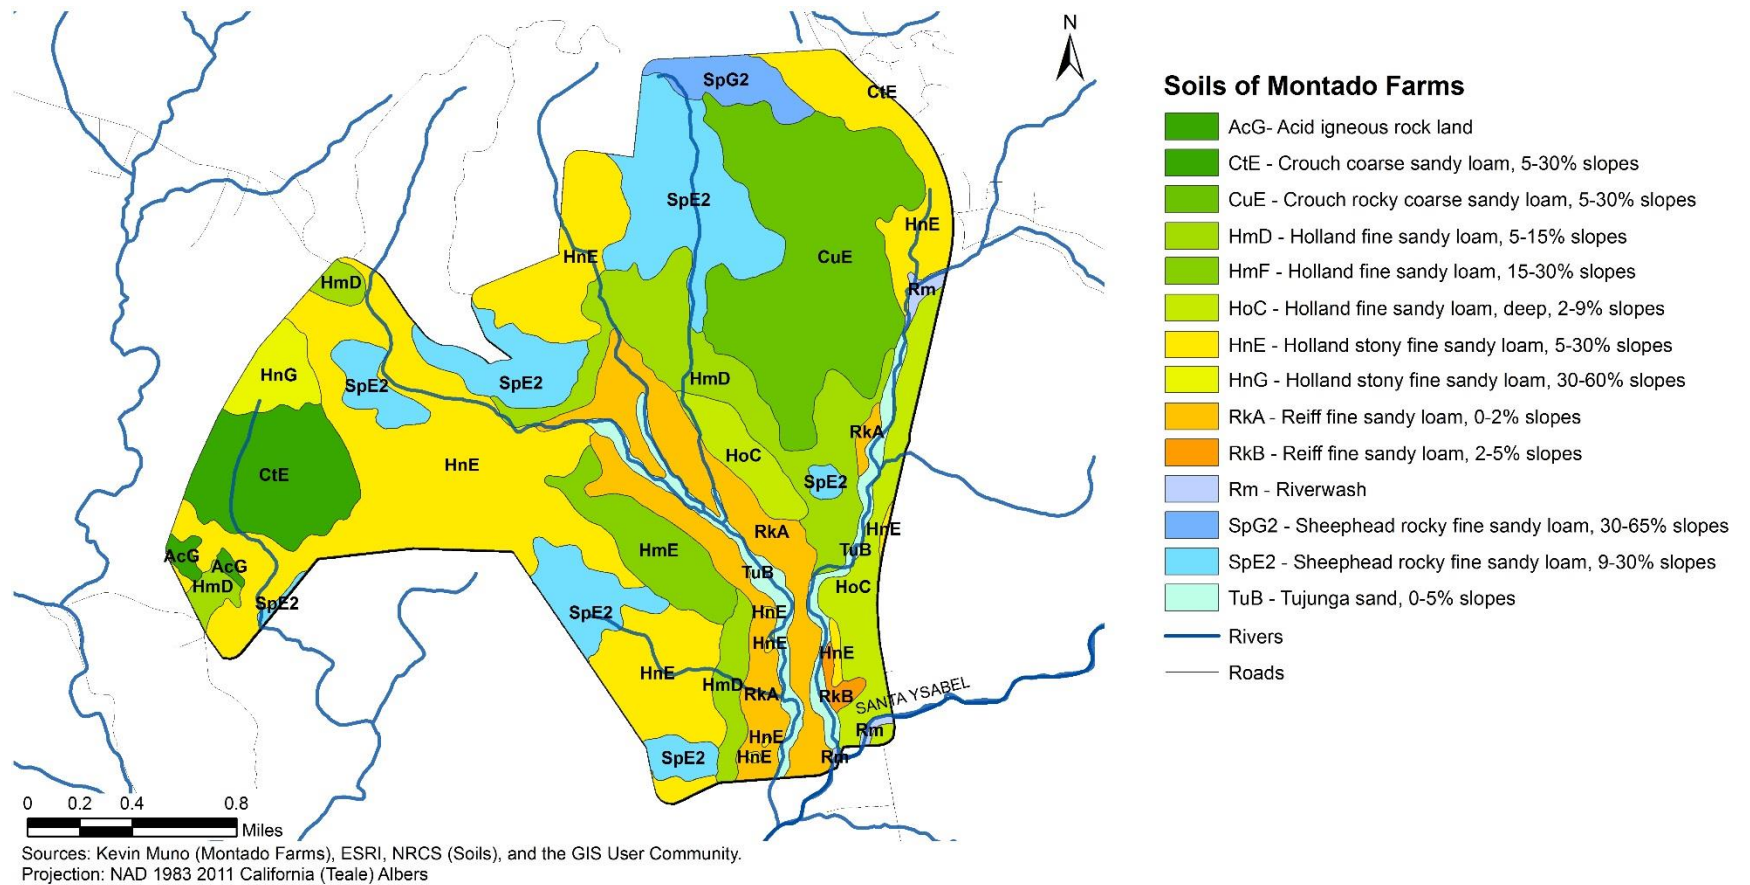 N
SpG2
CtE
SpE2
HnE
CuE
HnE
HmD
Rm
HnG
SpE2
SpE2
HmD
RkA
HoC
HnE
CtE
SpE2
RkA
HnE
TuB
HmE
AcG
AcG
HmD
TuB
HoC
SpE2
SpE2
HnE
HnE
HnE
HnE
HmD
RkA
RkB
SANTA YSABEL
Rm
HnE
SpE2
HnE
Rm
0 0.2 0.4 0.8
Miles
Sources: Kevin Muno (Montado Farms), ESRI, NRCS (Soils), and the GIS User Community.
Projection: NAD 1983 2011 California (Teale) Albers
Soils of Montado Farms
AcG- Acid igneous rock land
CtE - Crouch coarse sandy loam, 5-30% slopes
CuE - Crouch rocky coarse sandy loam, 5-30% slopes
HmD - Holland fine sandy loam, 5-15% slopes
HmF - Holland fine sandy loam, 15-30% slopes
HoC - Holland fine sandy loam, deep, 2-9% slopes
HnE - Holland stony fine sandy loam, 5-30% slopes
HnG - Holland stony fine sandy loam, 30-60% slopes
RkA - Reiff fine sandy loam, 0-2% slopes
RkB - Reiff fine sandy loam, 2-5% slopes
Rm - Riverwash
SpG2 - Sheephead rocky fine sandy loam, 30-65% slopes
SpE2 - Sheephead rocky fine sandy loam, 9-30% slopes
TuB - Tujunga sand, 0-5% slopes
Rivers
Roads